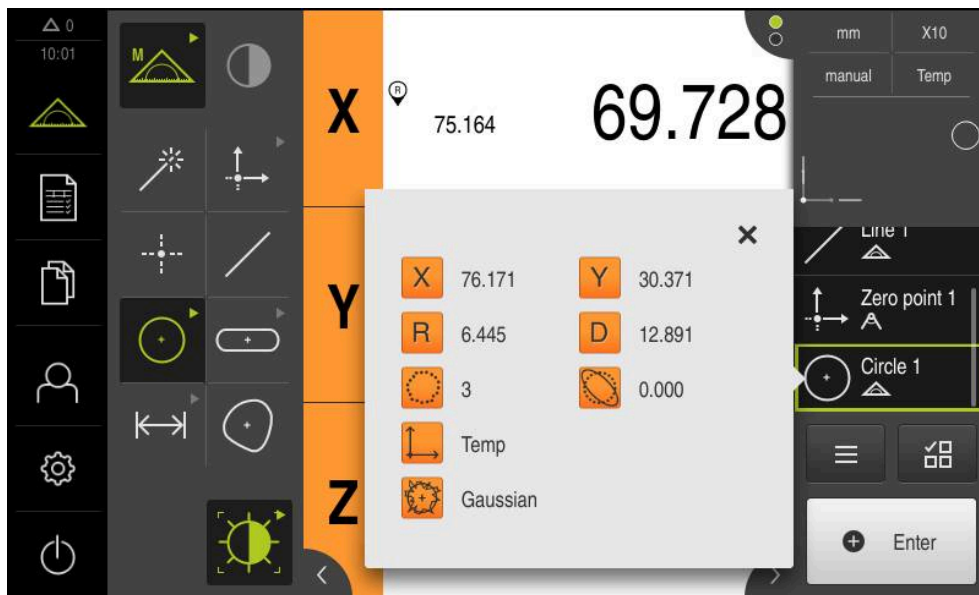 0
10:01
M
X
R
75.164
69.728
mm
X10
manual
Temp
Y
Z
X
76.171
Y
30.371
R
6.445
D
12.891
3
0.000
Temp
Gaussian
Line 1
Zero point 1
Circle 1
Enter